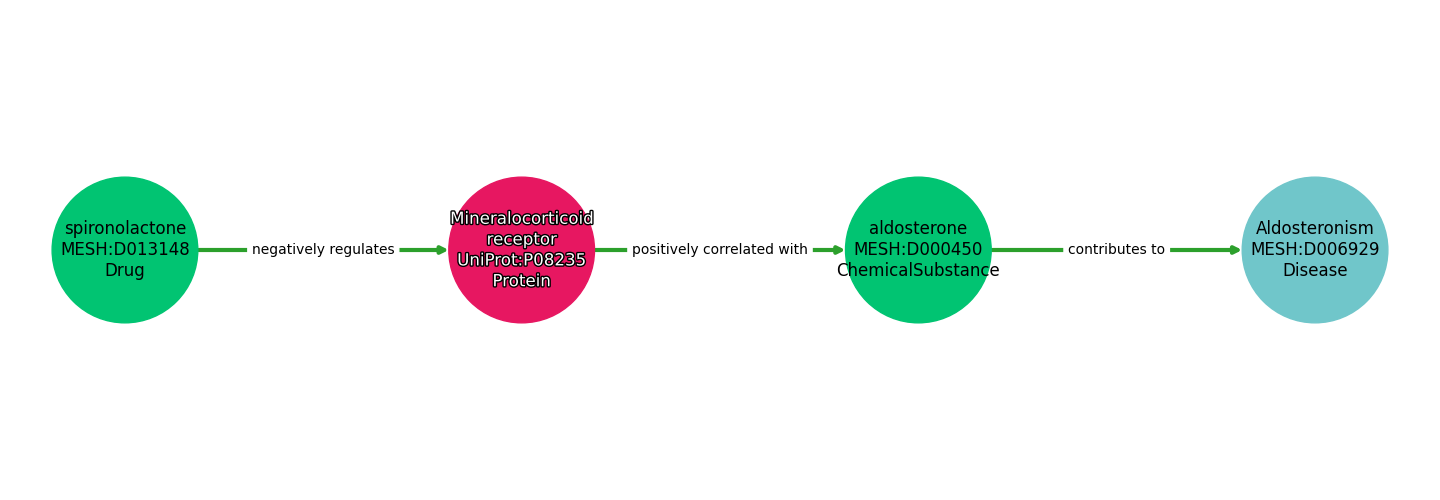 spironolactone
MESH:D013148
Drug
negatively regulates
Mineralocorticoid
receptor
UniProt:P08235
Protein
positively correlated with
aldosterone
MESH:D000450
ChemicalSubstance
contributes to
Aldosteronism
MESH:D006929
Disease